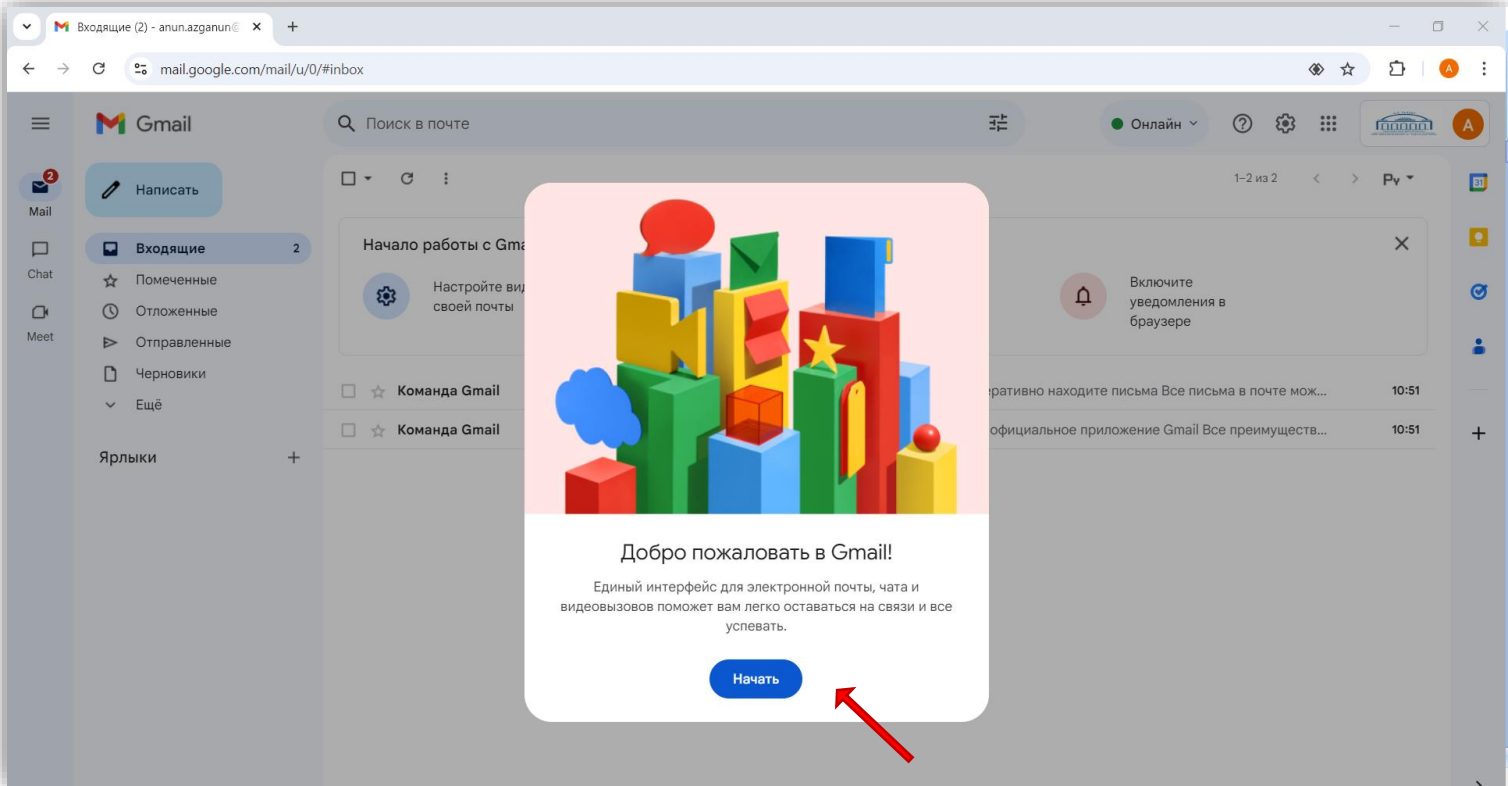 Входящие (2) - anun.azganun@
mail.google.com/mail/u/0/#inbox
A
Gmail
Поиск в почте
Онлайн
A
2
Mail
Написать
1–2 из 2
Ру
31
Входящие 2
Начало работы с Gma
Chat
Помеченные
Настройте вид
своей почты
Включите
уведомления в
браузере
Отложенные
Meet
Отправленные
Черновики
Команда Gmail
еративно находите письма Все письма в почте мож...
10:51
Ещё
Команда Gmail
официальное приложение Gmail Все преимуществ...
10:51
Ярлыки
Добро пожаловать в Gmail!
Единый интерфейс для электронной почты, чата и
видеовызовов поможет вам легко оставаться на связи и все
успевать.
Начать